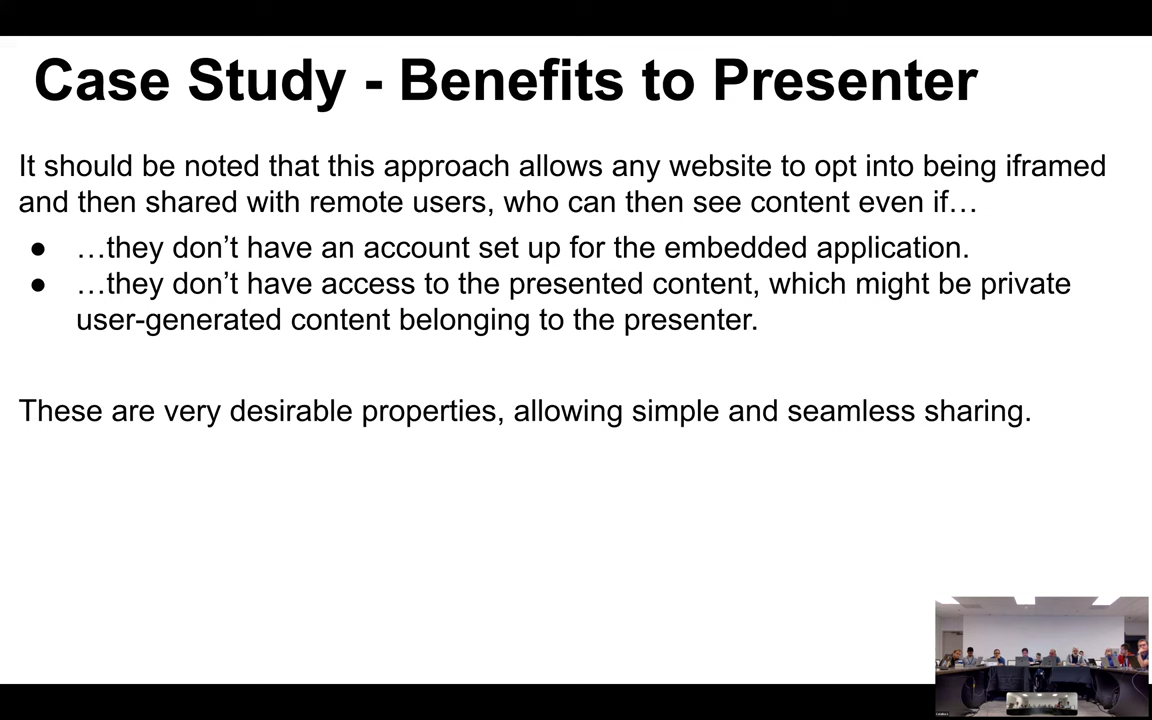 Case Study - Benefits to Presenter
It should be noted that this approach allows any website to opt into being iframed
and then shared with remote users, who can then see content even if…
● …they don’t have an account set up for the embedded application.
● …they don’t have access to the presented content, which might be private
user-generated content belonging to the presenter.
These are very desirable properties, allowing simple and seamless sharing.